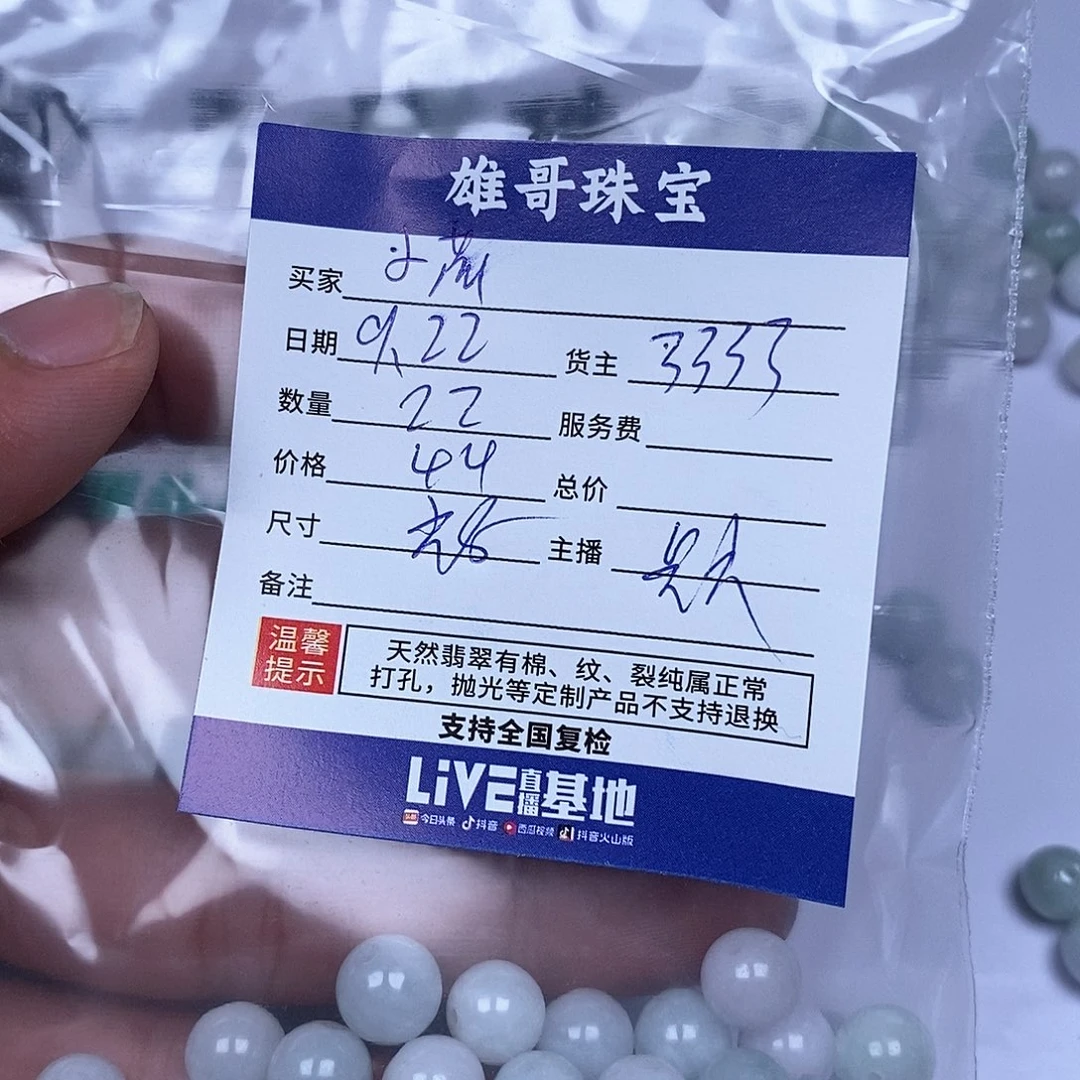 雄哥珠宝
买家 小黄
日期 9.22 货主 3333
数量 22 服务费
价格 44 总价
尺寸 主播
备注
温馨提示
天然翡翠有棉、纹、裂纯属正常
打孔，抛光等定制产品不支持退换
支持全国复检
LiVE直播基地
今日头条 抖音 西瓜视频 抖音火山版